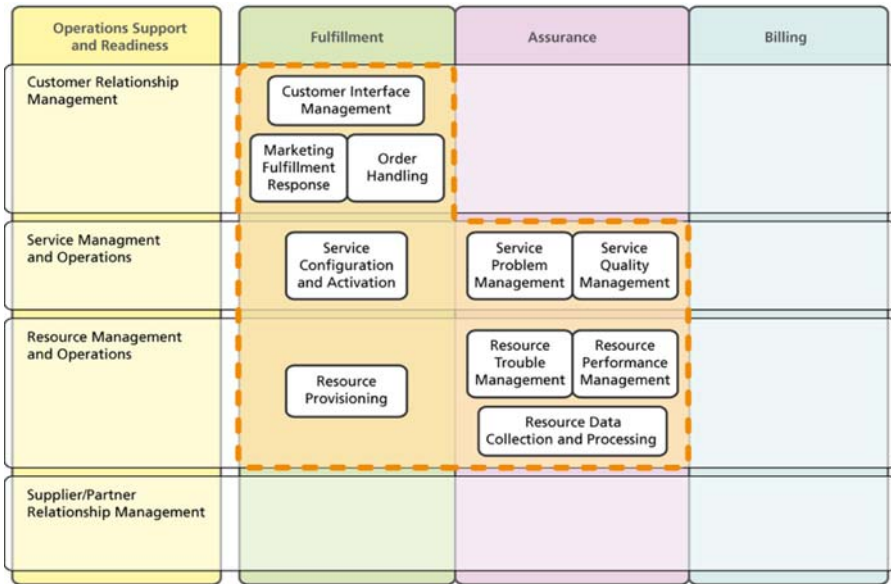 Operations Support
and Readiness
Fulfillment
Assurance
Billing
Customer Relationship
Management
Customer Interface
Management
Marketing
Fulfillment
Response
Order
Handling
Service Managment
and Operations
Service
Configuration
and Activation
Service
Problem
Management
Service
Quality
Management
Resource Management
and Operations
Resource
Provisioning
Resource
Trouble
Management
Resource
Performance
Management
Resource Data
Collection and Processing
Supplier/Partner
Relationship Management